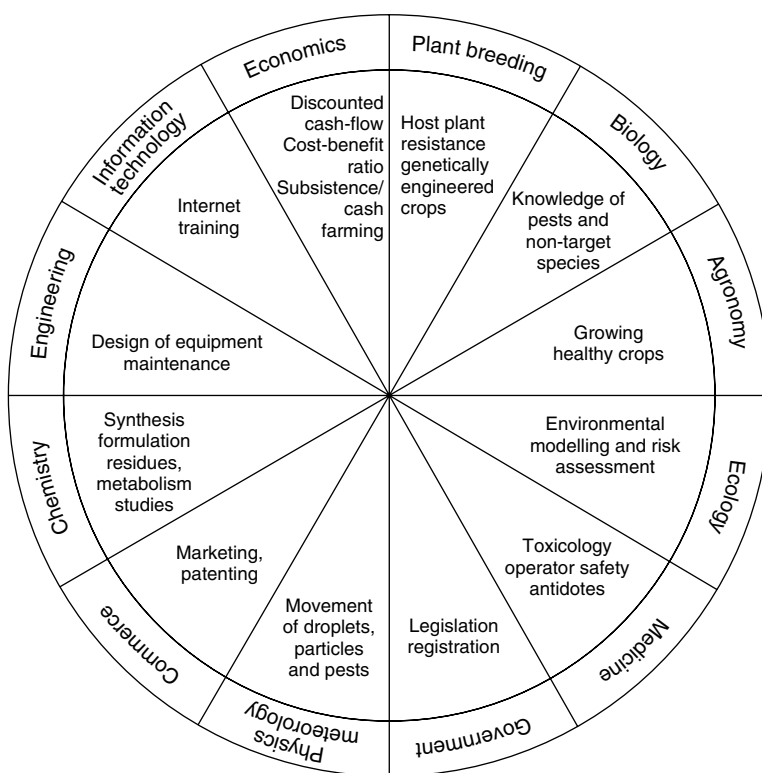 Economics
Discounted
cash-flow
Cost-benefit
ratio
Subsistence/
cash
farming
Plant breeding
Host plant
resistance
genetically
engineered
crops
Biology
Knowledge of
pests and
non-target
species
Agronomy
Growing
healthy crops
Ecology
Environmental
modelling and risk
assessment
Medicine
Toxicology
operator safety
antidotes
Government
Legislation
registration
Physics
meteorology
Movement
of droplets,
particles
and pests
Commerce
Marketing,
patenting
Chemistry
Synthesis
formulation
residues,
metabolism
studies
Engineering
Design of equipment
maintenance
Information
technology
Internet
training